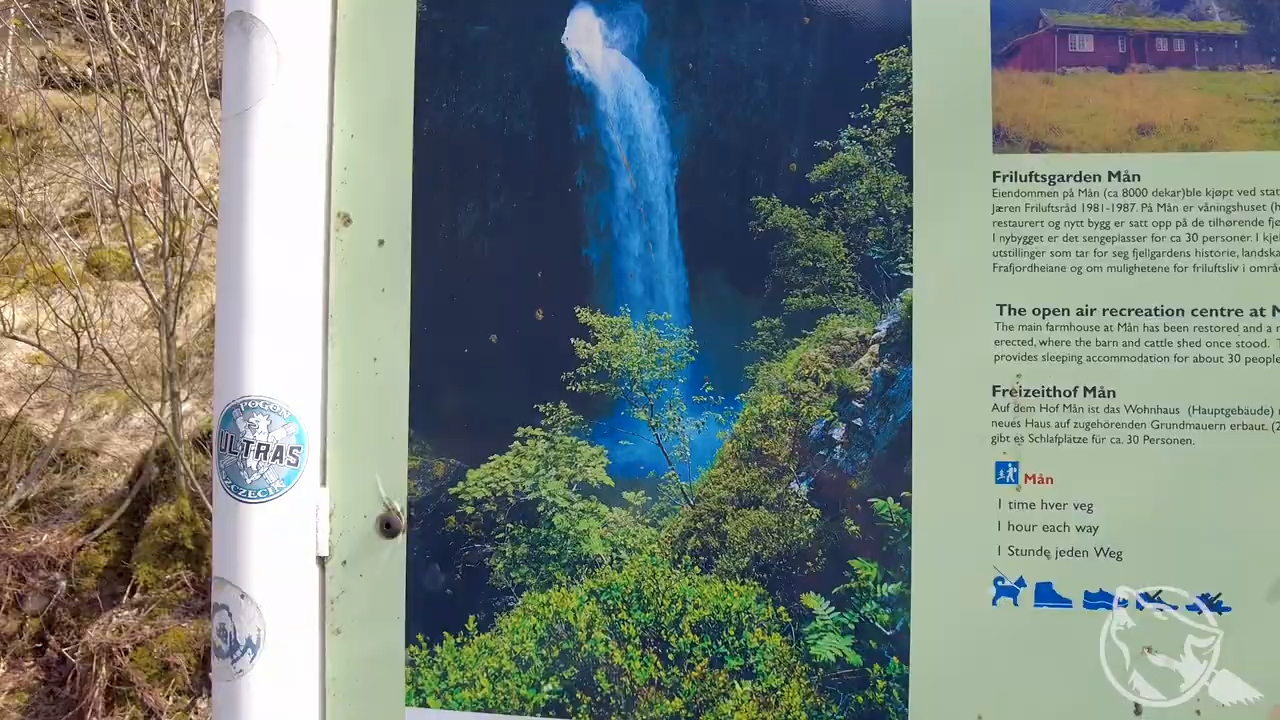 POGOŃ
ULTRAS
SZCZECIN
Friluftsgarden Mån
Eiendommen på Mån (ca 8000 dekar)ble kjøpt ved
Jæren Friluftsråd 1981-1987. På Mån er våningshuset
restaurert og nytt bygg er satt opp på de tilhørende
I nybygget er det sengeplasser for ca 30 personer. I
utstillinger som tar for seg fjellgardens historie,
Frafjordheiane og om mulighetene for friluftsliv i
The open air recreation centre at
The main farmhouse at Mån has been restored and a
erected, where the barn and cattle shed once stood.
provides sleeping accommodation for about 30 people
Freizeithof Mån
Auf dem Hof Mån ist das Wohnhaus (Hauptgebäude)
neues Haus auf zugehörenden Grundmauern erbaut. (2
gibt es Schlafplätze für ca. 30 Personen.
Mån
1 time hver veg
1 hour each way
1 Stunde jeden Weg